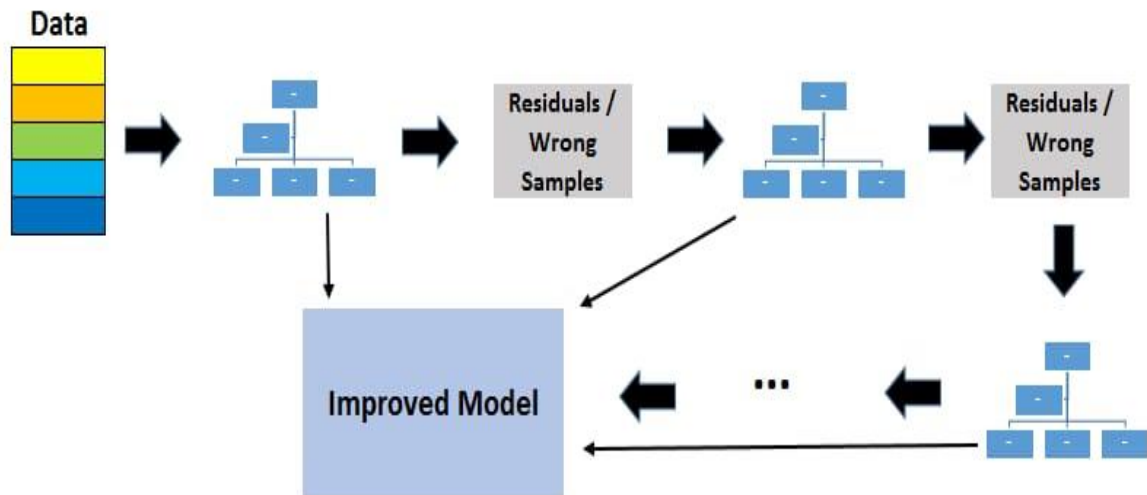 Data
Residuals /
Wrong
Samples
Residuals /
Wrong
Samples
-
-
-
-
-
-
-
-
-
-
Improved Model
...
-
-
-
-
-